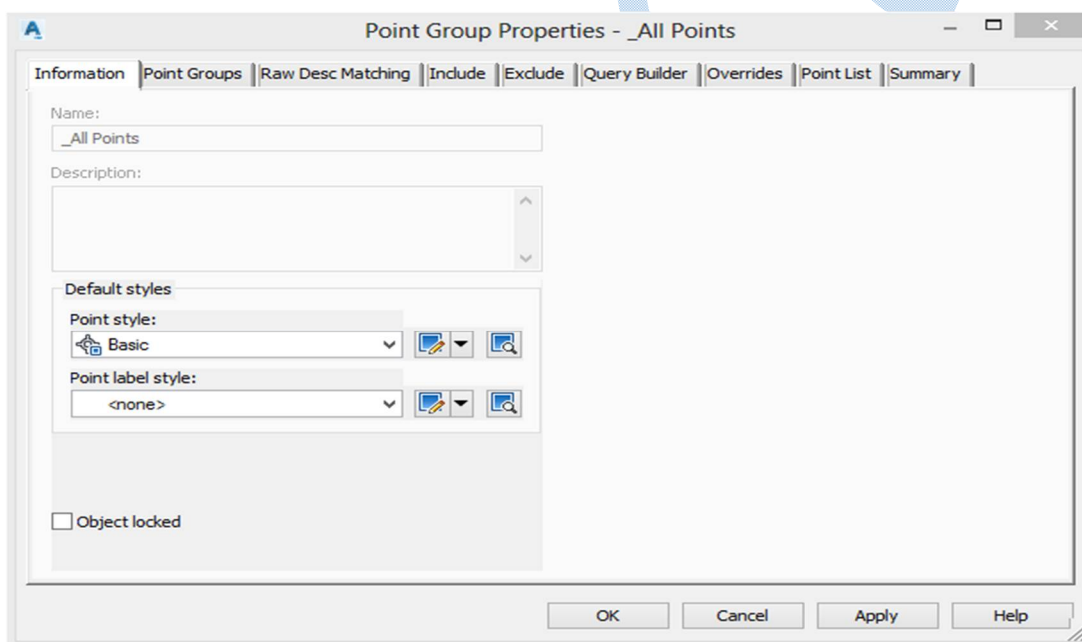 Point Group Properties - _All Points
Information Point Groups Raw Desc Matching Include Exclude Query Builder Overrides Point List Summary
Name:
_All Points
Description:
Default styles
Point style:
Basic
Point label style:
<none>
Object locked
OK Cancel Apply Help